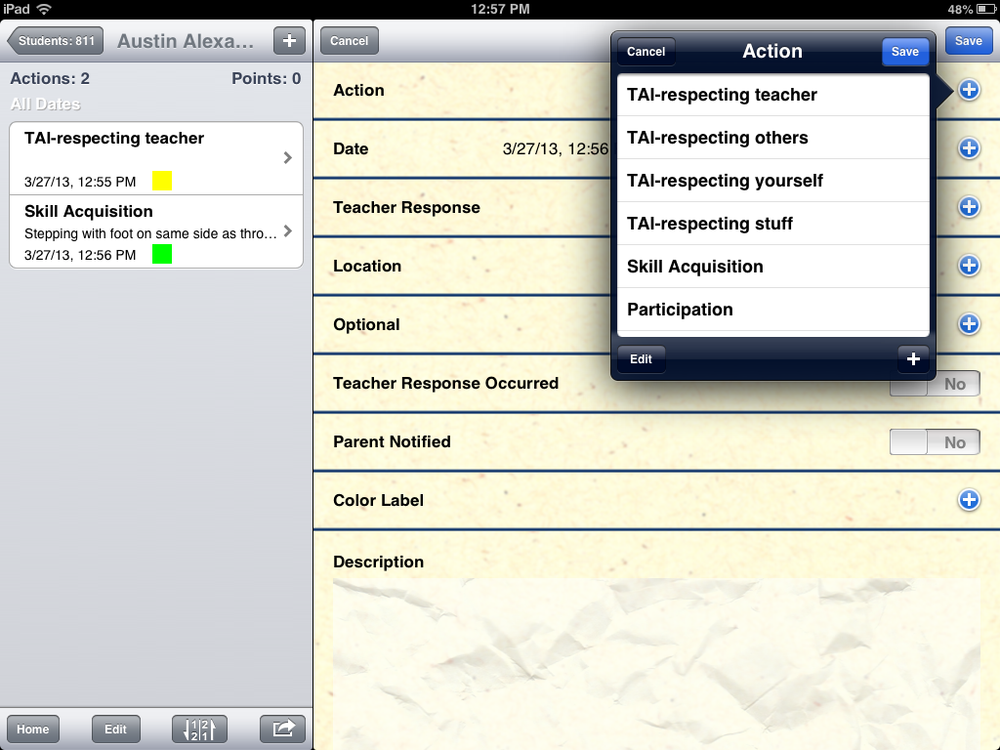 iPad
12:57 PM
48%
Students: 811
Austin Alexa...
+
Actions: 2
Points: 0
All Dates
TAI-respecting teacher
3/27/13, 12:55 PM
Skill Acquisition
Stepping with foot on same side as thro...
3/27/13, 12:56 PM
Home
Edit
1 2
2 1
Cancel
Save
Action
Date
3/27/13, 12:56
Teacher Response
Location
Optional
Teacher Response Occurred
No
Parent Notified
No
Color Label
Description
Cancel
Action
Save
TAI-respecting teacher
TAI-respecting others
TAI-respecting yourself
TAI-respecting stuff
Skill Acquisition
Participation
Edit
+